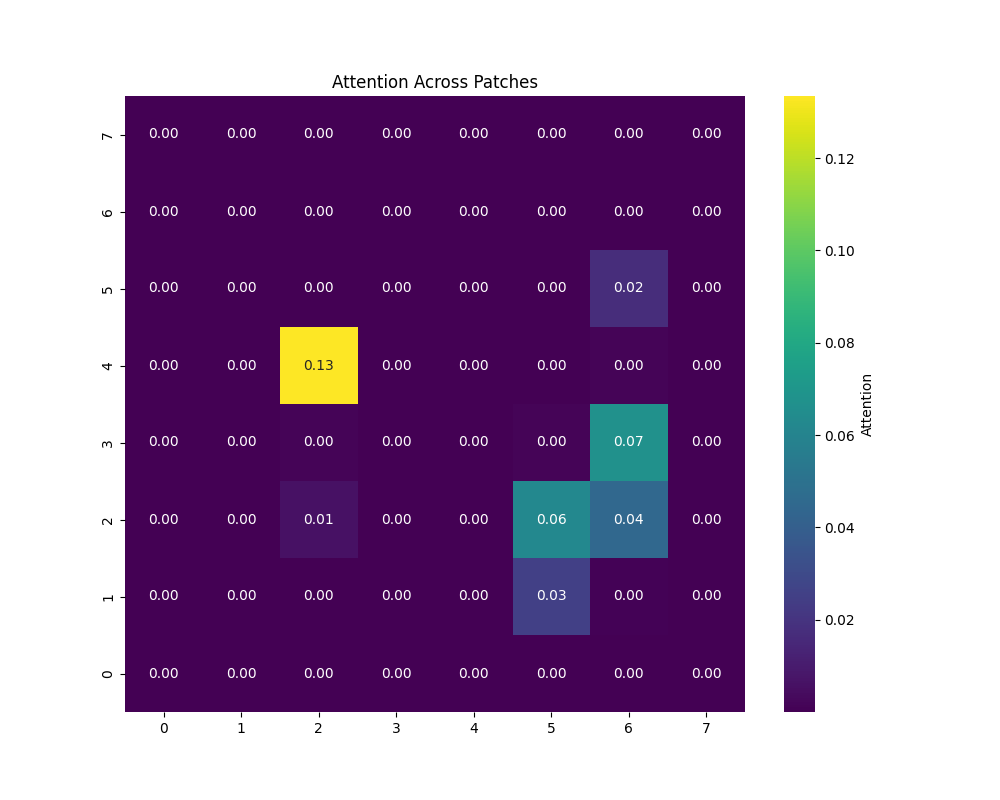 Attention Across Patches
7 0.00 0.00 0.00 0.00 0.00 0.00 0.00 0.00
6 0.00 0.00 0.00 0.00 0.00 0.00 0.00 0.00
5 0.00 0.00 0.00 0.00 0.00 0.00 0.02 0.00
4 0.00 0.00 0.13 0.00 0.00 0.00 0.00 0.00
3 0.00 0.00 0.00 0.00 0.00 0.00 0.07 0.00
2 0.00 0.00 0.01 0.00 0.00 0.06 0.04 0.00
1 0.00 0.00 0.00 0.00 0.00 0.03 0.00 0.00
0 0.00 0.00 0.00 0.00 0.00 0.00 0.00 0.00
0 1 2 3 4 5 6 7
0.12
0.10
0.08
0.06
0.04
0.02
Attention